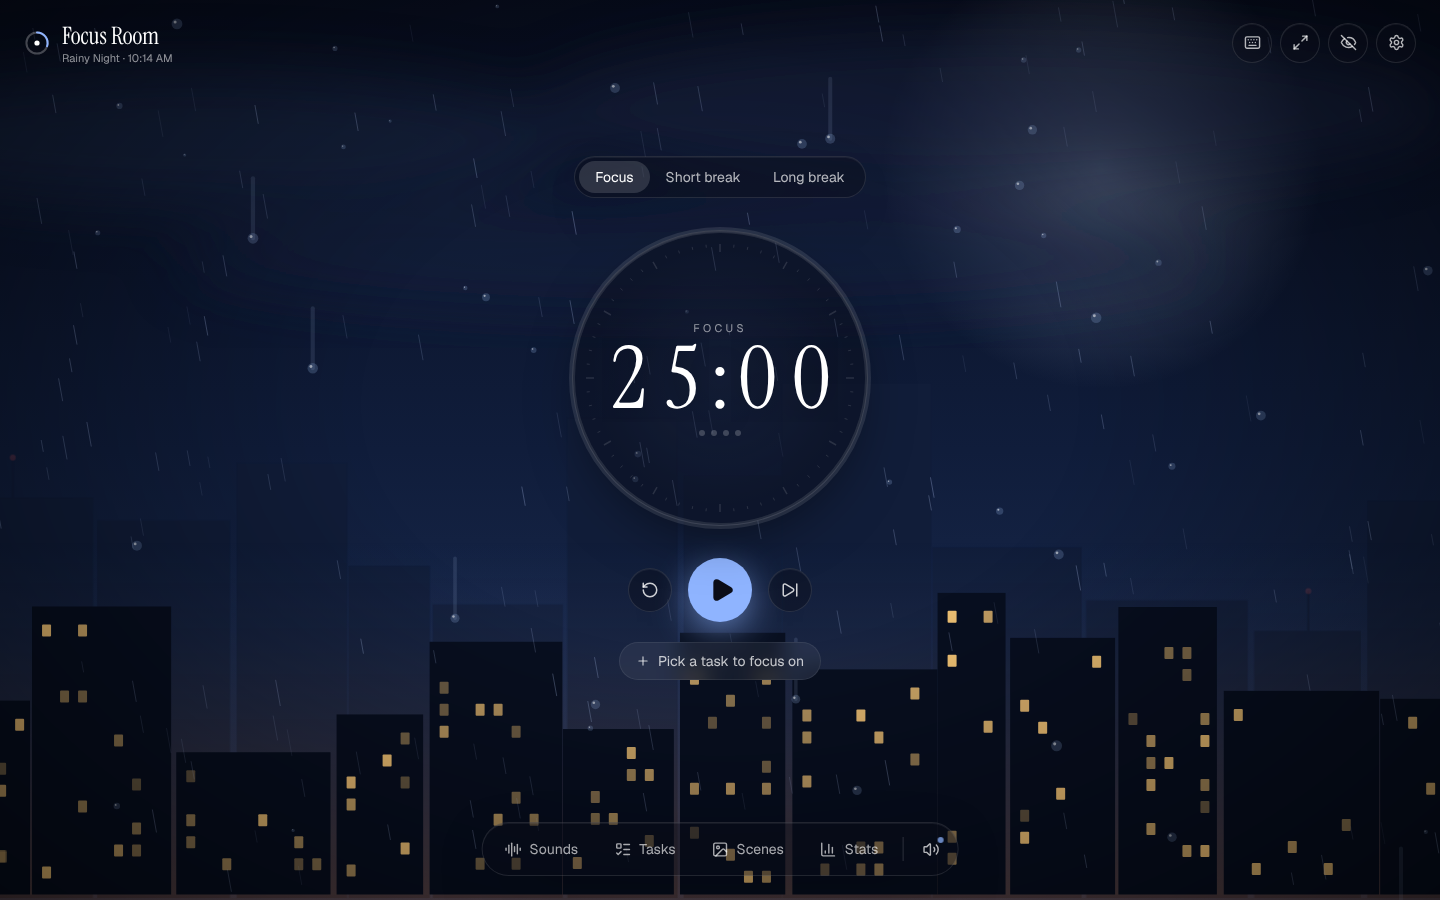 Focus Room
Rainy Night · 10:14 AM
Focus Short break Long break
FOCUS
25:00
Pick a task to focus on
Sounds Tasks Scenes Stats